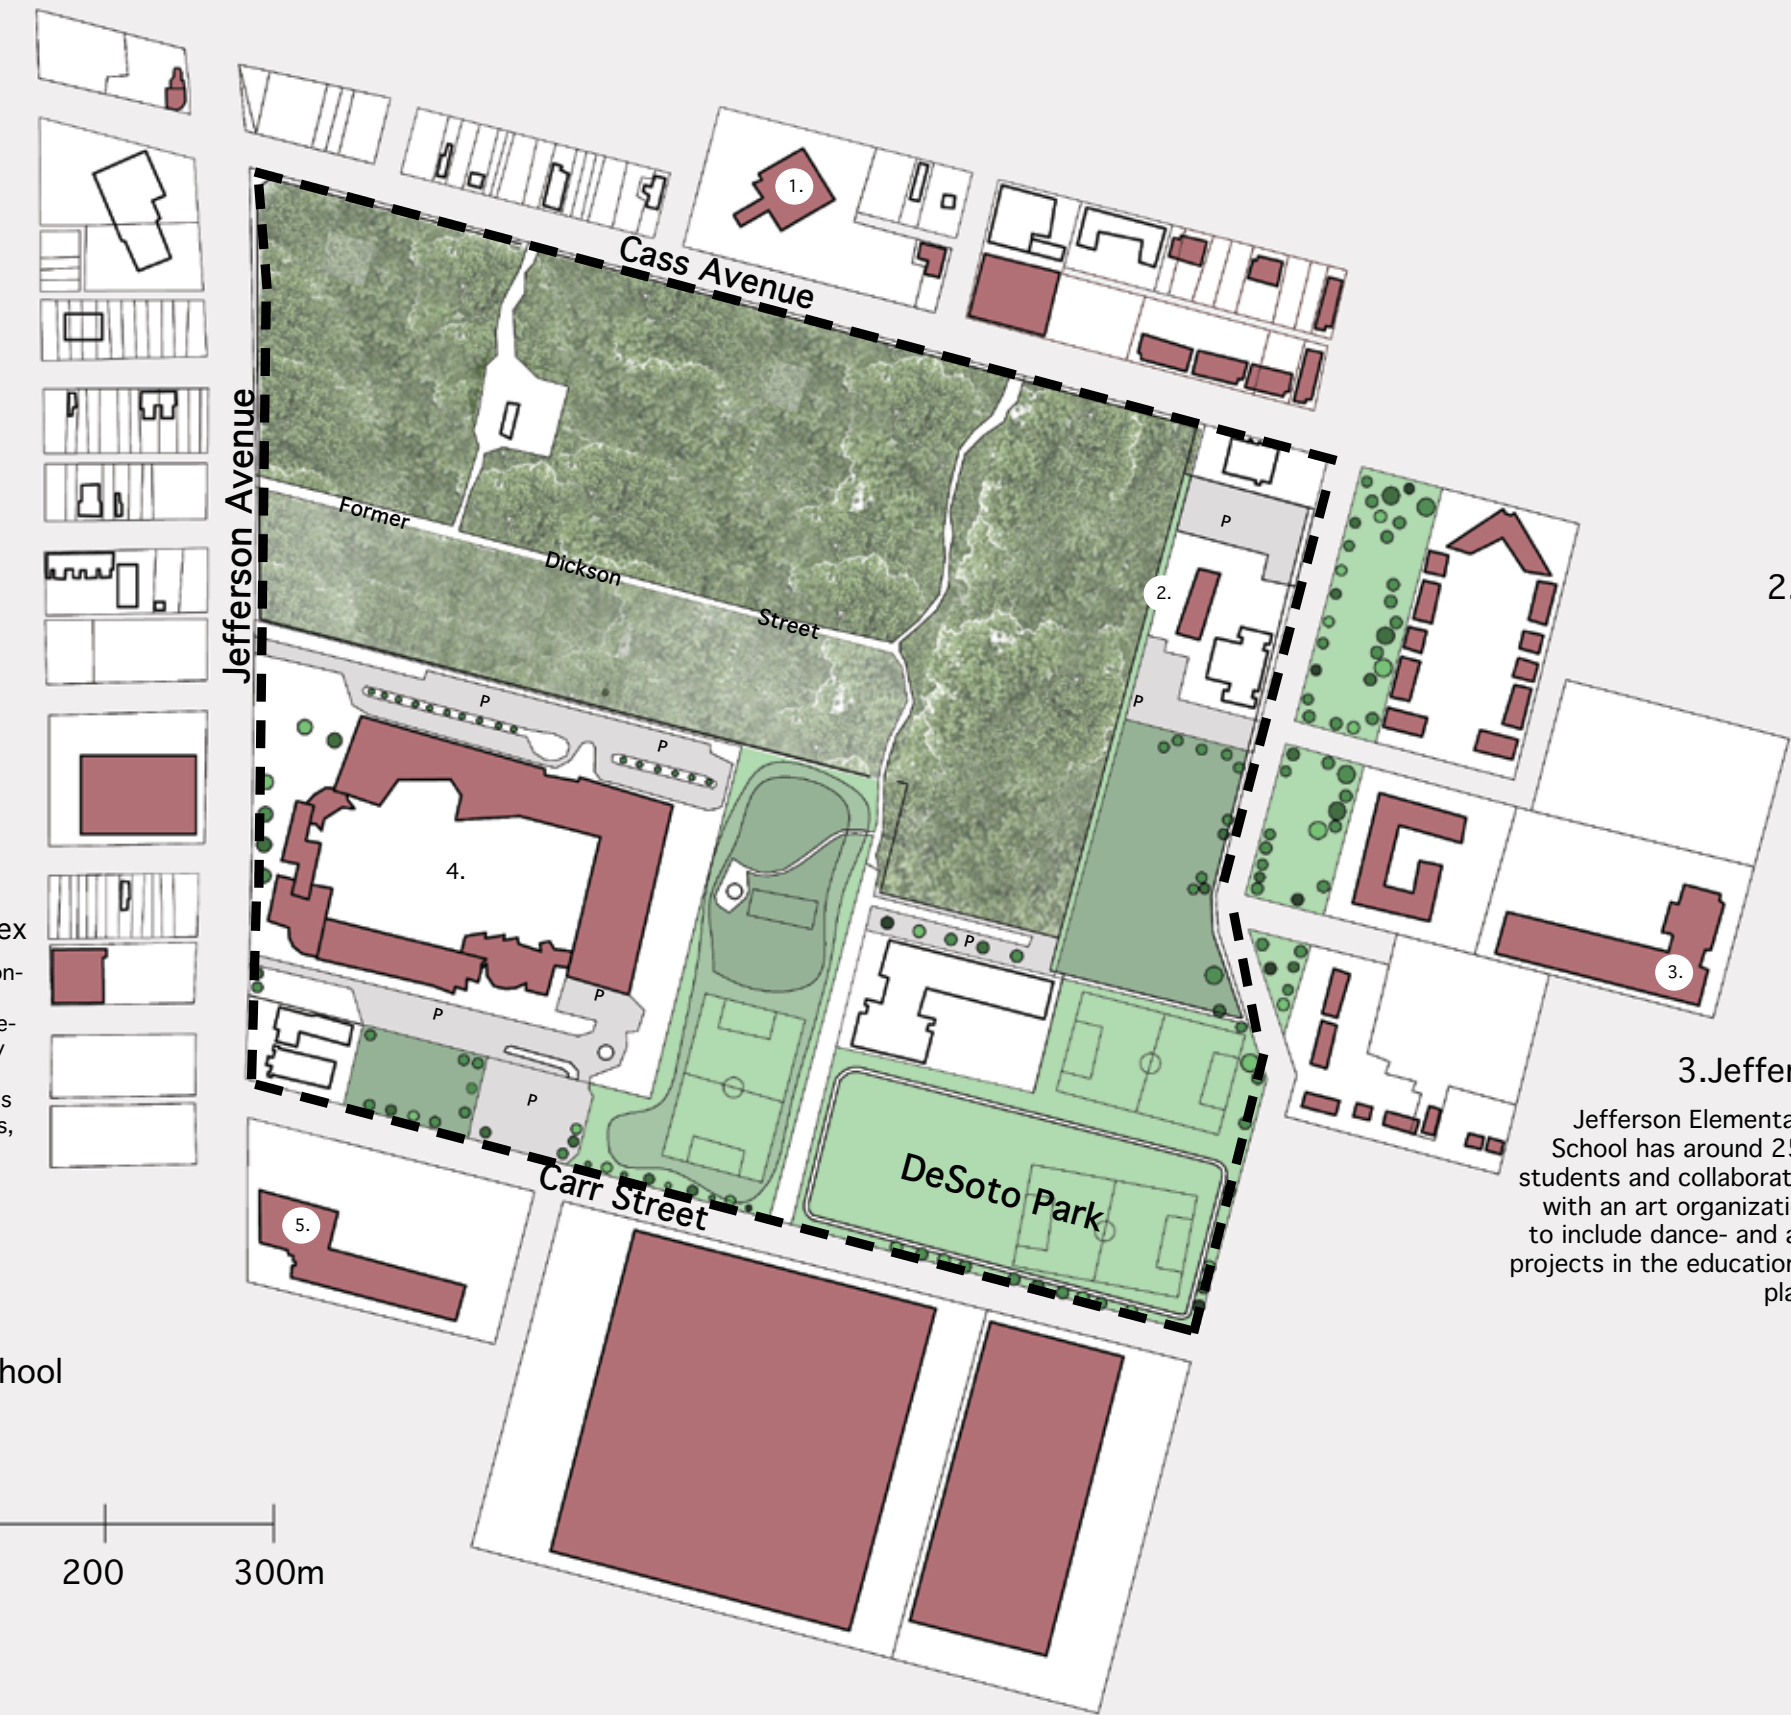 1.
Cass Avenue
Jefferson Avenue
P
Former
Dickson
Street
2.
2.
P
P
P
4.
ex
on-
P
3.
e-
P
P
3.Jeffer
s
s,
P
Jefferson Elementa
School has around 25
students and collaborat
with an art organizati
to include dance- and a
projects in the education
pla
DeSoto Park
Carr Street
5.
hool
200
300m